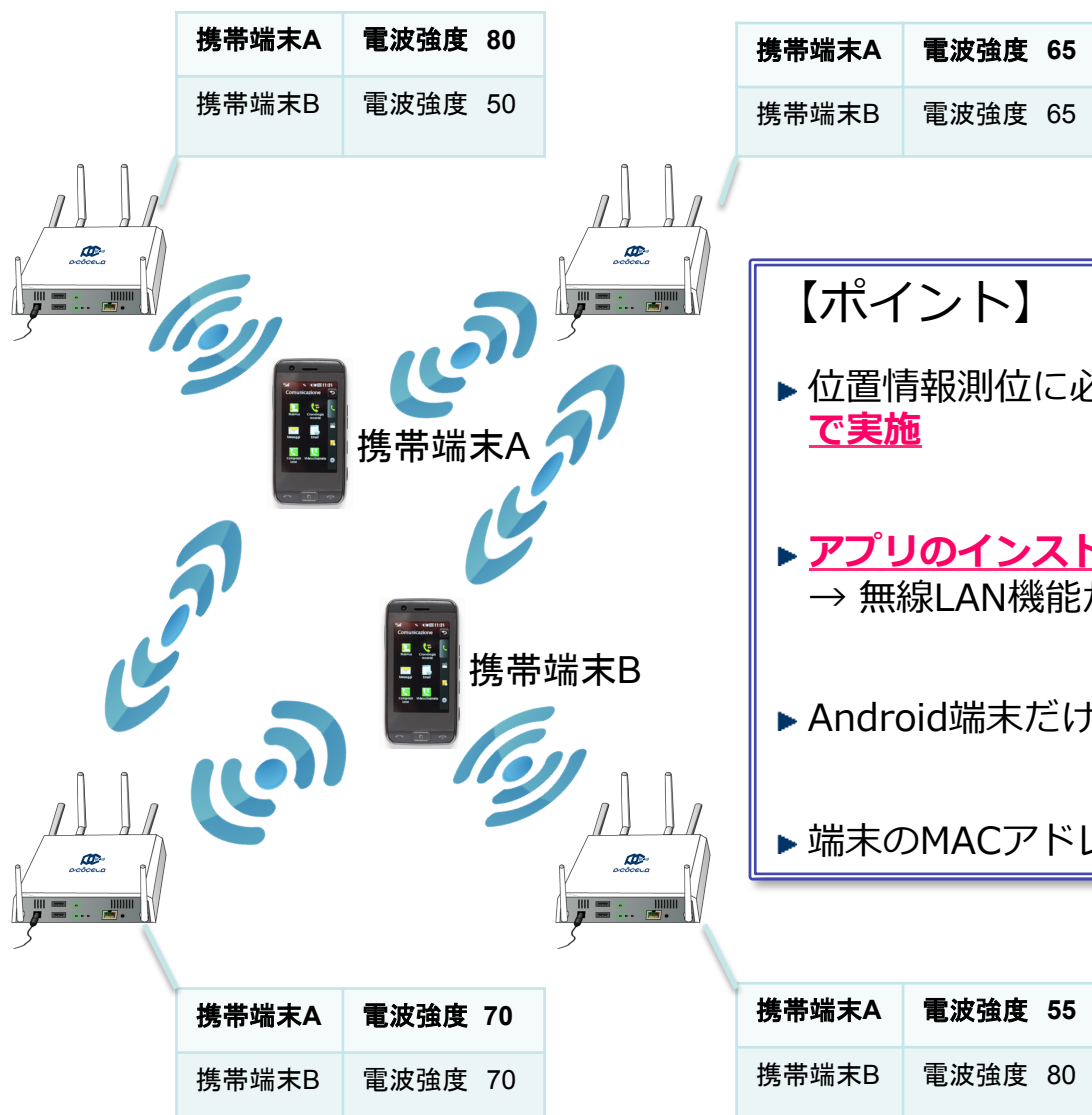 携帯端末A 電波強度 80
携帯端末B 電波強度 50
携帯端末A 電波強度 65
携帯端末B 電波強度 65
PicoCELA
PicoCELA
【ポイント】
位置情報測位に必
で実施
アプリのインスト
→ 無線LAN機能が
Android端末だけ
端末のMACアドレ
Comunicazione
携帯端末A
Comunicazione
携帯端末B
PicoCELA
PicoCELA
携帯端末A 電波強度 70
携帯端末B 電波強度 70
携帯端末A 電波強度 55
携帯端末B 電波強度 80